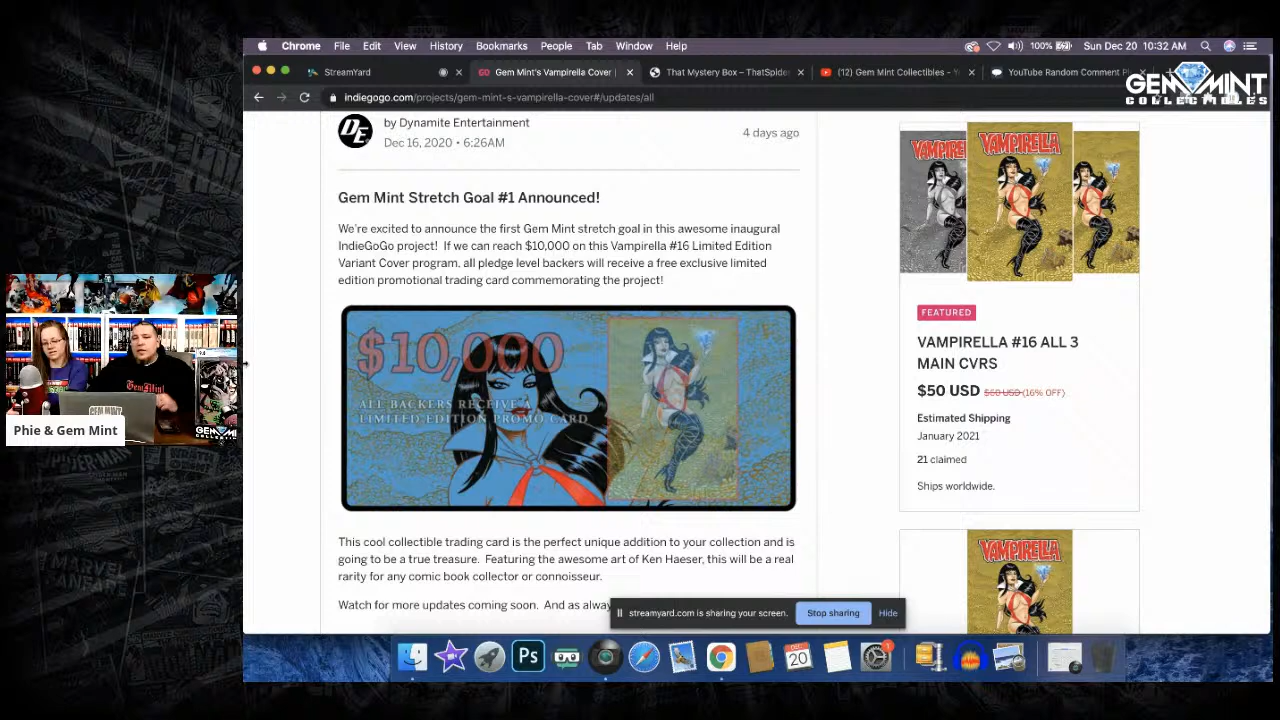 Chrome File Edit View History Bookmarks People Tab Window Help
100% Sun Dec 20 10:32 AM
StreamYard
Gem Mint's Vampirella Cover
That Mystery Box – ThatSpider
(12) Gem Mint Collectibles - Y
YouTube Random Comment P
GEM MINT
COLLECTIBLES
indiegogo.com/projects/gem-mint-s-vampirella-cover#/updates/all
DE
by Dynamite Entertainment
Dec 16, 2020 • 6:26AM
4 days ago
Gem Mint Stretch Goal #1 Announced!
We're excited to announce the first Gem Mint stretch goal in this awesome inaugural
IndieGoGo project! If we can reach $10,000 on this Vampirella #16 Limited Edition
Variant Cover program, all pledge level backers will receive a free exclusive limited
edition promotional trading card commemorating the project!
$10,000
ALL BACKERS RECEIVE A
LIMITED EDITION PROMO CARD
This cool collectible trading card is the perfect unique addition to your collection and is
going to be a true treasure. Featuring the awesome art of Ken Haeser, this will be a real
rarity for any comic book collector or connoisseur.
Watch for more updates coming soon. And as alway
VAMPIRELLA
FEATURED
VAMPIRELLA #16 ALL 3
MAIN CVRS
$50 USD $60 USD (16% OFF)
Estimated Shipping
January 2021
21 claimed
Ships worldwide.
VAMPIRELLA
streamyard.com is sharing your screen.
Stop sharing
Hide
Phie & Gem Mint
GEM MINT
Ps
DEC
20
1